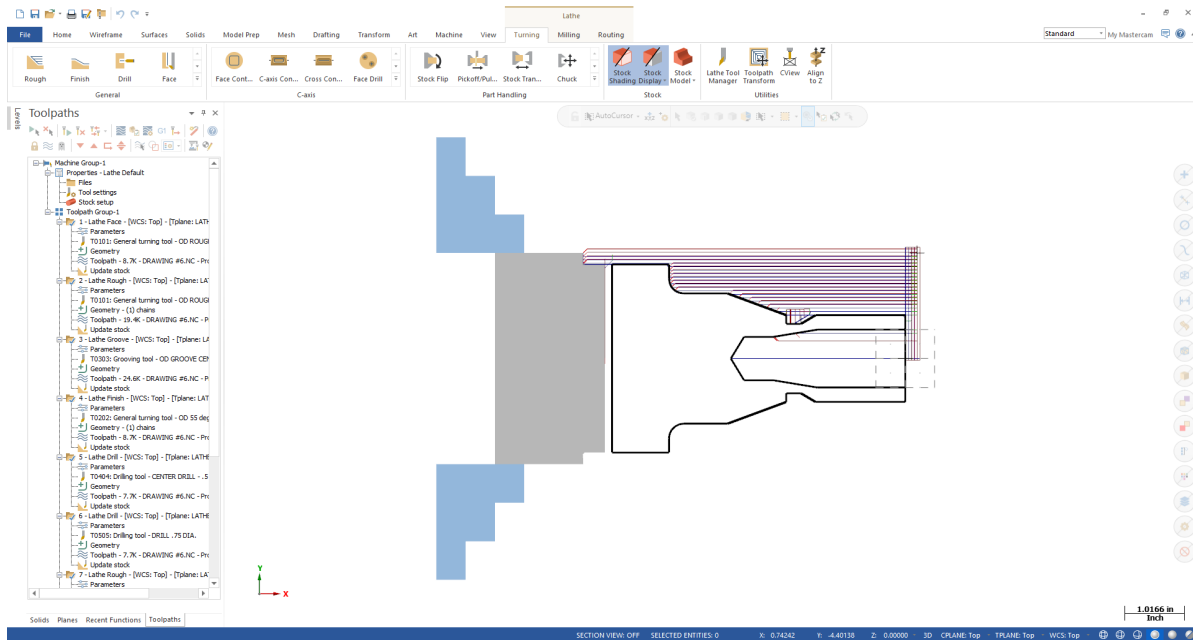 Lathe
File Home Wireframe Surfaces Solids Model Prep Mesh Drafting Transform Art Machine View Turning Milling Routing
Standard
My Mastercam
Rough Finish Drill Face
Face Cont... C-axis Con... Cross Con... Face Drill
Stock Flip Pickoff/Pul... Stock Tran... Chuck
Stock Shading
Stock Display
Stock Model
Lathe Tool Manager
Toolpath Transform
CView
Align to Z
General C-axis Part Handling Stock Utilities
Levels
Toolpaths
AutoCursor
G1
Machine Group-1
Properties - Lathe Default
Files
Tool settings
Stock setup
Toolpath Group-1
1 - Lathe Face - [WCS: Top] - [Tplane: LATH
Parameters
T0101: General turning tool - OD ROUG
Geometry
Toolpath - 8.7K - DRAWING #6.NC - Pro
Update stock
2 - Lathe Rough - [WCS: Top] - [Tplane: LA
Parameters
T0101: General turning tool - OD ROUG
Geometry - (1) chains
Toolpath - 19.4K - DRAWING #6.NC - P
Update stock
3 - Lathe Groove - [WCS: Top] - [Tplane: LA
Parameters
T0303: Grooving tool - OD GROOVE CEN
Geometry
Toolpath - 24.6K - DRAWING #6.NC - P
Update stock
4 - Lathe Finish - [WCS: Top] - [Tplane: LAT
Parameters
T0202: General turning tool - OD 55 deg
Geometry - (1) chains
Toolpath - 8.7K - DRAWING #6.NC - Pro
Update stock
5 - Lathe Drill - [WCS: Top] - [Tplane: LATHE
Parameters
T0404: Drilling tool - CENTER DRILL - .5
Geometry
Toolpath - 7.7K - DRAWING #6.NC - Pro
Update stock
6 - Lathe Drill - [WCS: Top] - [Tplane: LATHE
Parameters
T0505: Drilling tool - DRILL .75 DIA.
Geometry
Toolpath - 7.7K - DRAWING #6.NC - Pro
Update stock
7 - Lathe Rough - [WCS: Top] - [Tplane: LA
Parameters
Y
X
1.0166 in
Inch
Solids Planes Recent Functions Toolpaths
SECTION VIEW: OFF SELECTED ENTITIES: 0 X: 0.74242 Y: -4.40138 Z: 0.00000 3D CPLANE: Top TPLANE: Top WCS: Top